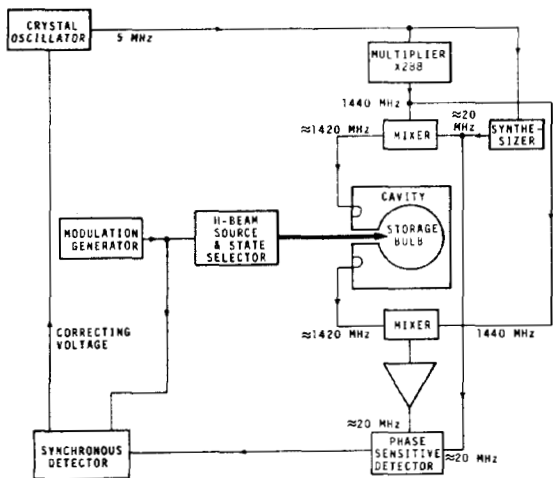 CRYSTAL
OSCILLATOR
5 MHz
MULTIPLIER
x288
1440 MHz
≈1420 MHz
MIXER
≈20
MHz
SYNTHE-
SIZER
CAVITY
STORAGE
BULB
MODULATION
GENERATOR
H-BEAM
SOURCE
& STATE
SELECTOR
≈1420 MHz
MIXER
1440 MHz
CORRECTING
VOLTAGE
≈20 MHz
SYNCHRONOUS
DETECTOR
PHASE
SENSITIVE
DETECTOR
≈20 MHz